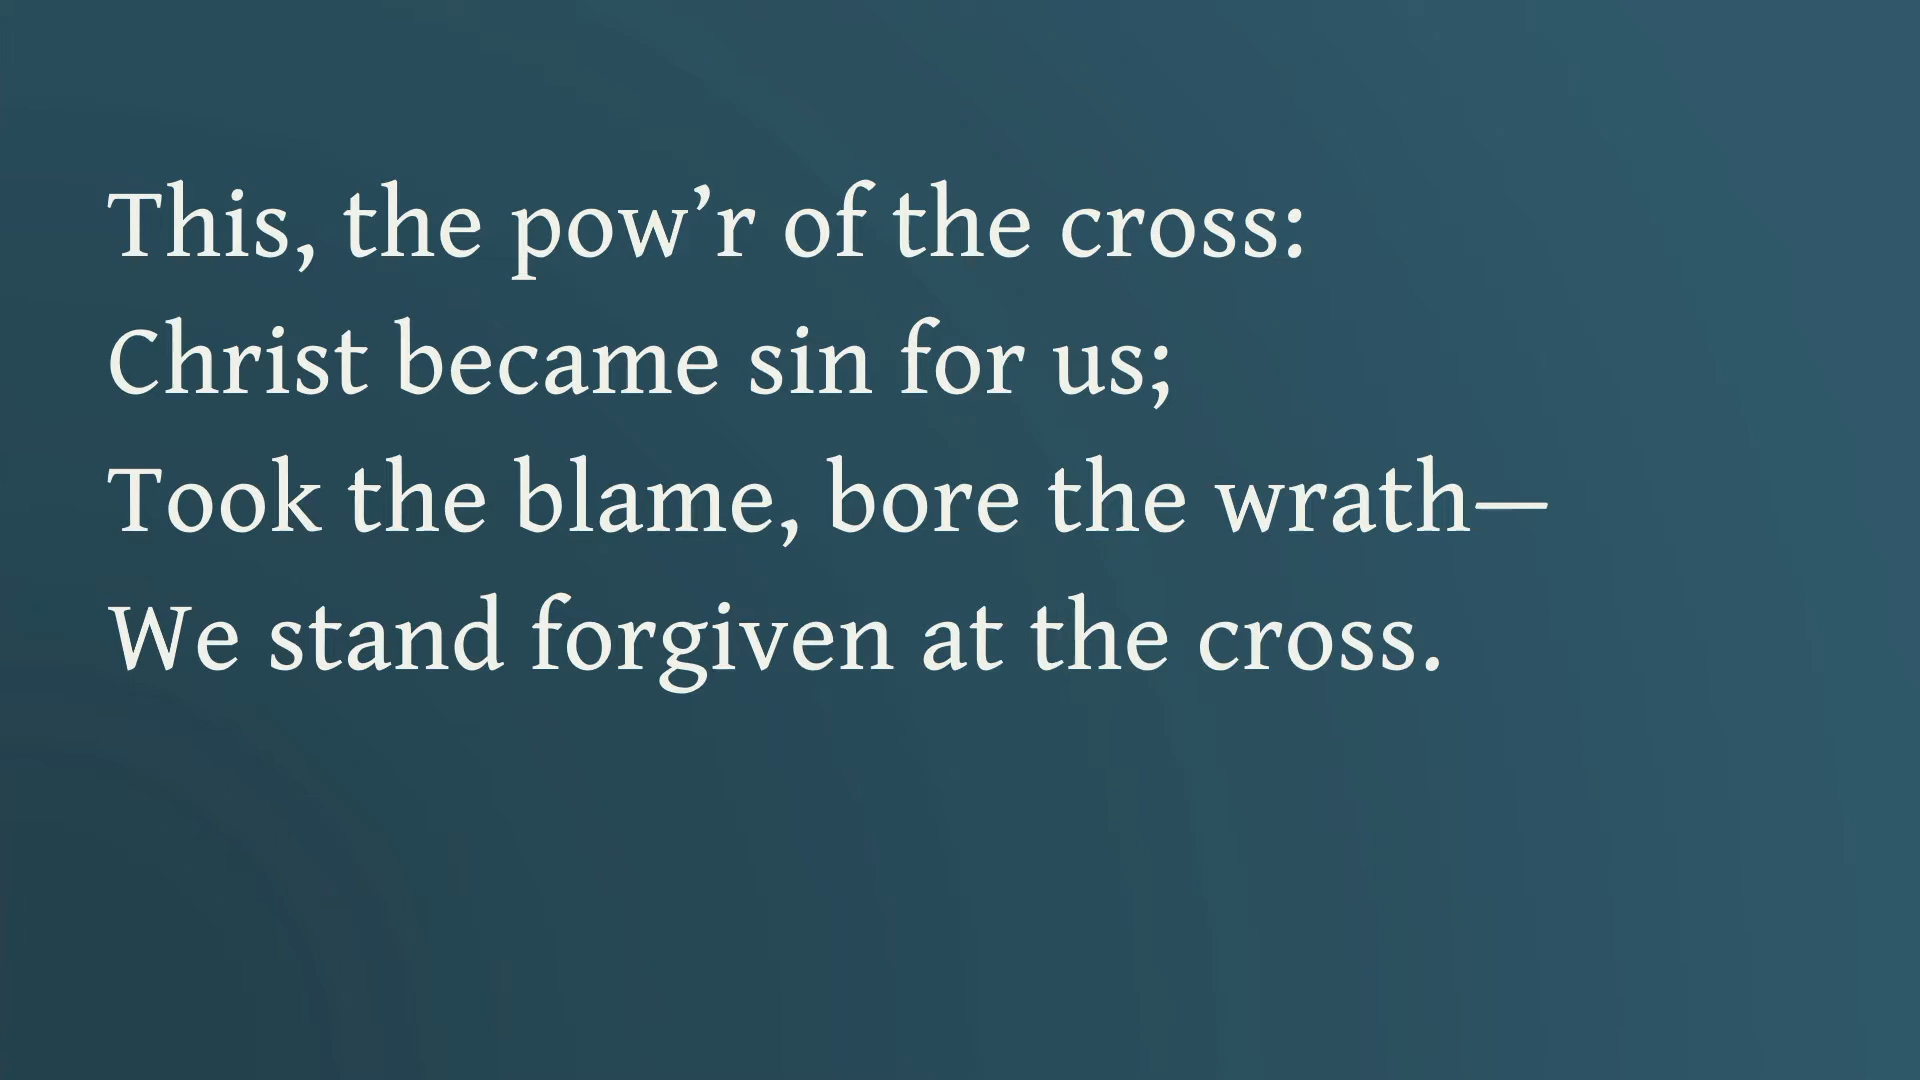 This, the pow’r of the cross:
Christ became sin for us;
Took the blame, bore the wrath—
We stand forgiven at the cross.